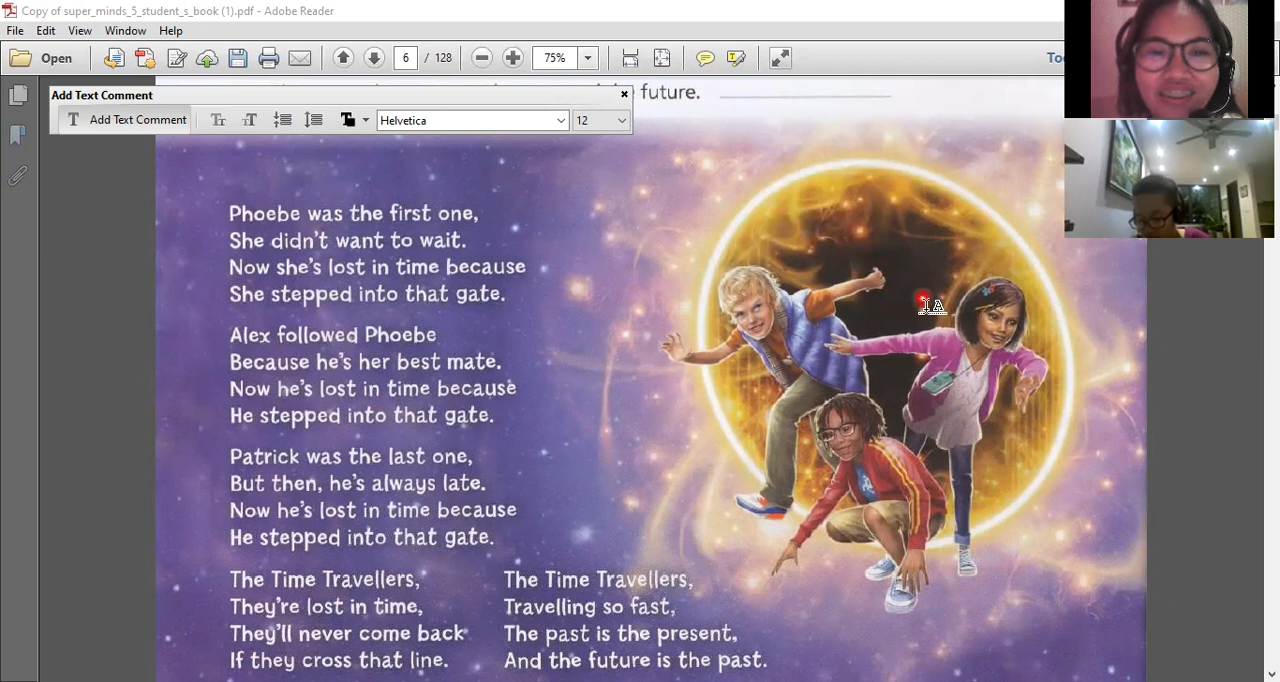 Copy of super_minds_5_student_s_book (1).pdf - Adobe Reader
File Edit View Window Help
Open 6 / 128 75%
Add Text Comment
T Add Text Comment Helvetica 12
future.
Phoebe was the first one,
She didn't want to wait.
Now she's lost in time because
She stepped into that gate.
Alex followed Phoebe
Because he's her best mate.
Now he's lost in time because
He stepped into that gate.
Patrick was the last one,
But then, he's always late.
Now he's lost in time because
He stepped into that gate.
The Time Travellers,
They're lost in time,
They'll never come back
If they cross that line.
The Time Travellers,
Travelling so fast,
The past is the present,
And the future is the past.